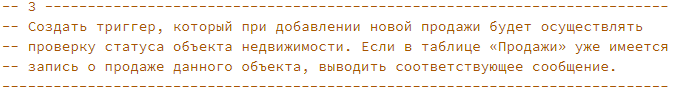 -- 3 -----------------------------------------------------------------------------
-- Создать триггер, который при добавлении новой продажи будет осуществлять
-- проверку статуса объекта недвижимости. Если в таблице «Продажи» уже имеется
-- запись о продаже данного объекта, выводить соответствующее сообщение.
----------------------------------------------------------------------------------